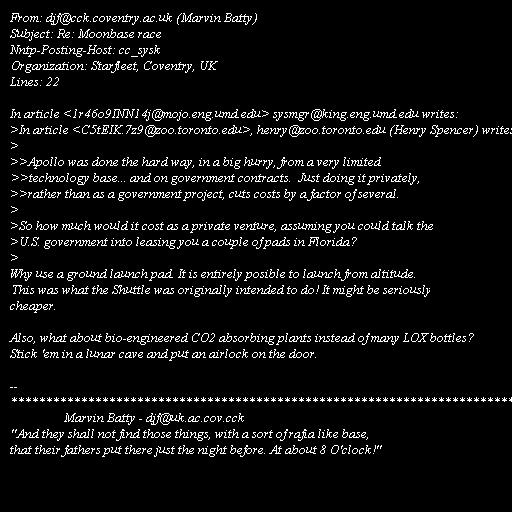 From: djf@cck.coventry.ac.uk (Marvin Batty)
Subject: Re: Moonbase race
Nntp-Posting-Host: cc_sysk
Organization: Starfleet, Coventry, UK
Lines: 22

In article <1r46o9INN14j@mojo.eng.umd.edu> sysmgr@king.eng.umd.edu writes:
>In article <C5tEIK.7z9@zoo.toronto.edu>, henry@zoo.toronto.edu (Henry Spencer) writes
>
>>Apollo was done the hard way, in a big hurry, from a very limited
>>technology base... and on government contracts.  Just doing it privately,
>>rather than as a government project, cuts costs by a factor of several.
>
>So how much would it cost as a private venture, assuming you could talk the
>U.S. government into leasing you a couple of pads in Florida?
>
Why use a ground launch pad. It is entirely posible to launch from altitude.
This was what the Shuttle was originally intended to do! It might be seriously
cheaper.

Also, what about bio-engineered CO2 absorbing plants instead of many LOX bottles?
Stick 'em in a lunar cave and put an airlock on the door.

--
****************************************************************************
Marvin Batty - djf@uk.ac.cov.cck
"And they shall not find those things, with a sort of rafia like base,
that their fathers put there just the night before. At about 8 O'clock!"